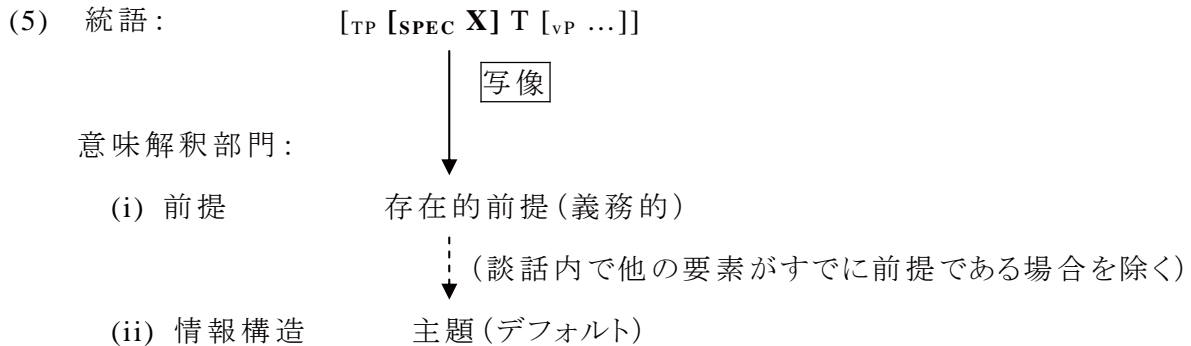 (5) 統語: [TP [SPEC X] T [vP …]]
写像
意味解釈部門:
(i) 前提 存在的前提(義務的)
(談話内で他の要素がすでに前提である場合を除く)
(ii) 情報構造 主題(デフォルト)